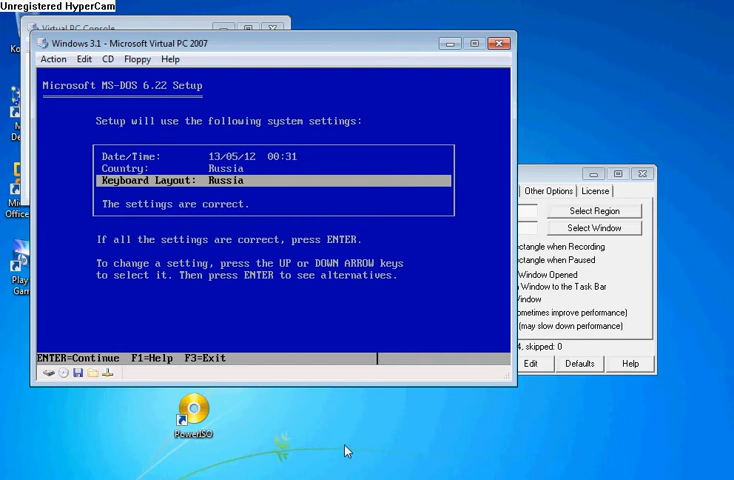 Unregistered HyperCam
Virtual PC Console
Windows 3.1 - Microsoft Virtual PC 2007
Action Edit CD Floppy Help
Microsoft MS-DOS 6.22 Setup
Setup will use the following system settings:
Date/Time: 13/05/12 00:31
Country: Russia
Keyboard Layout: Russia
The settings are correct.
If all the settings are correct, press ENTER.
To change a setting, press the UP or DOWN ARROW keys
to select it. Then press ENTER to see alternatives.
ENTER=Continue F1=Help F3=Exit
Other Options License
Select Region
Select Window
ectangle when Recording
ectangle when Paused
Window Opened
Window to the Task Bar
Window
ometimes improve performance)
(may slow down performance)
4, skipped: 0
Edit Defaults Help
Office
Play
PowerISO